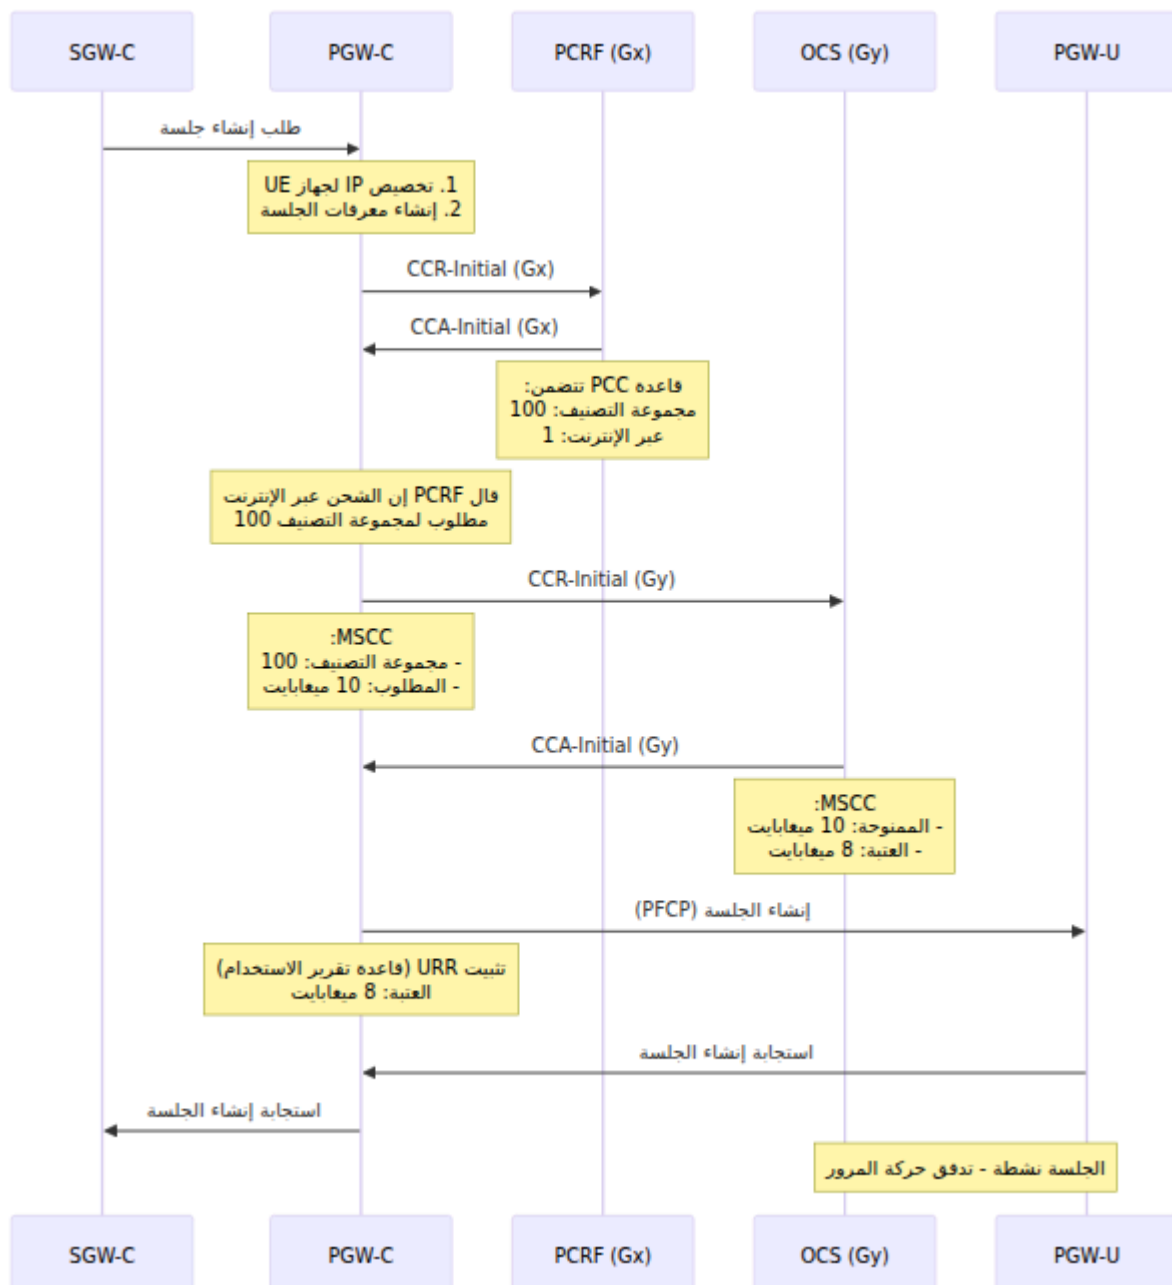 SGW-C
PGW-C
PCRF (Gx)
OCS (Gy)
PGW-U
طلب إنشاء جلسة
1. تخصيص IP لجهاز UE
2. إنشاء معرفات الجلسة
CCR-Initial (Gx)
CCA-Initial (Gx)
قاعدة PCC تتضمن:
مجموعة التصنيف: 100
عبر الإنترنت: 1
قال PCRF إن الشحن عبر الإنترنت
مطلوب لمجموعة التصنيف 100
CCR-Initial (Gy)
MSCC:
- مجموعة التصنيف: 100
- المطلوب: 10 ميغابايت
CCA-Initial (Gy)
MSCC:
- الممنوحة: 10 ميغابايت
- العتبة: 8 ميغابايت
إنشاء الجلسة (PFCP)
تثبيت URR (قاعدة تقرير الاستخدام)
العتبة: 8 ميغابايت
استجابة إنشاء الجلسة
استجابة إنشاء الجلسة
الجلسة نشطة - تدفق حركة المرور
SGW-C
PGW-C
PCRF (Gx)
OCS (Gy)
PGW-U